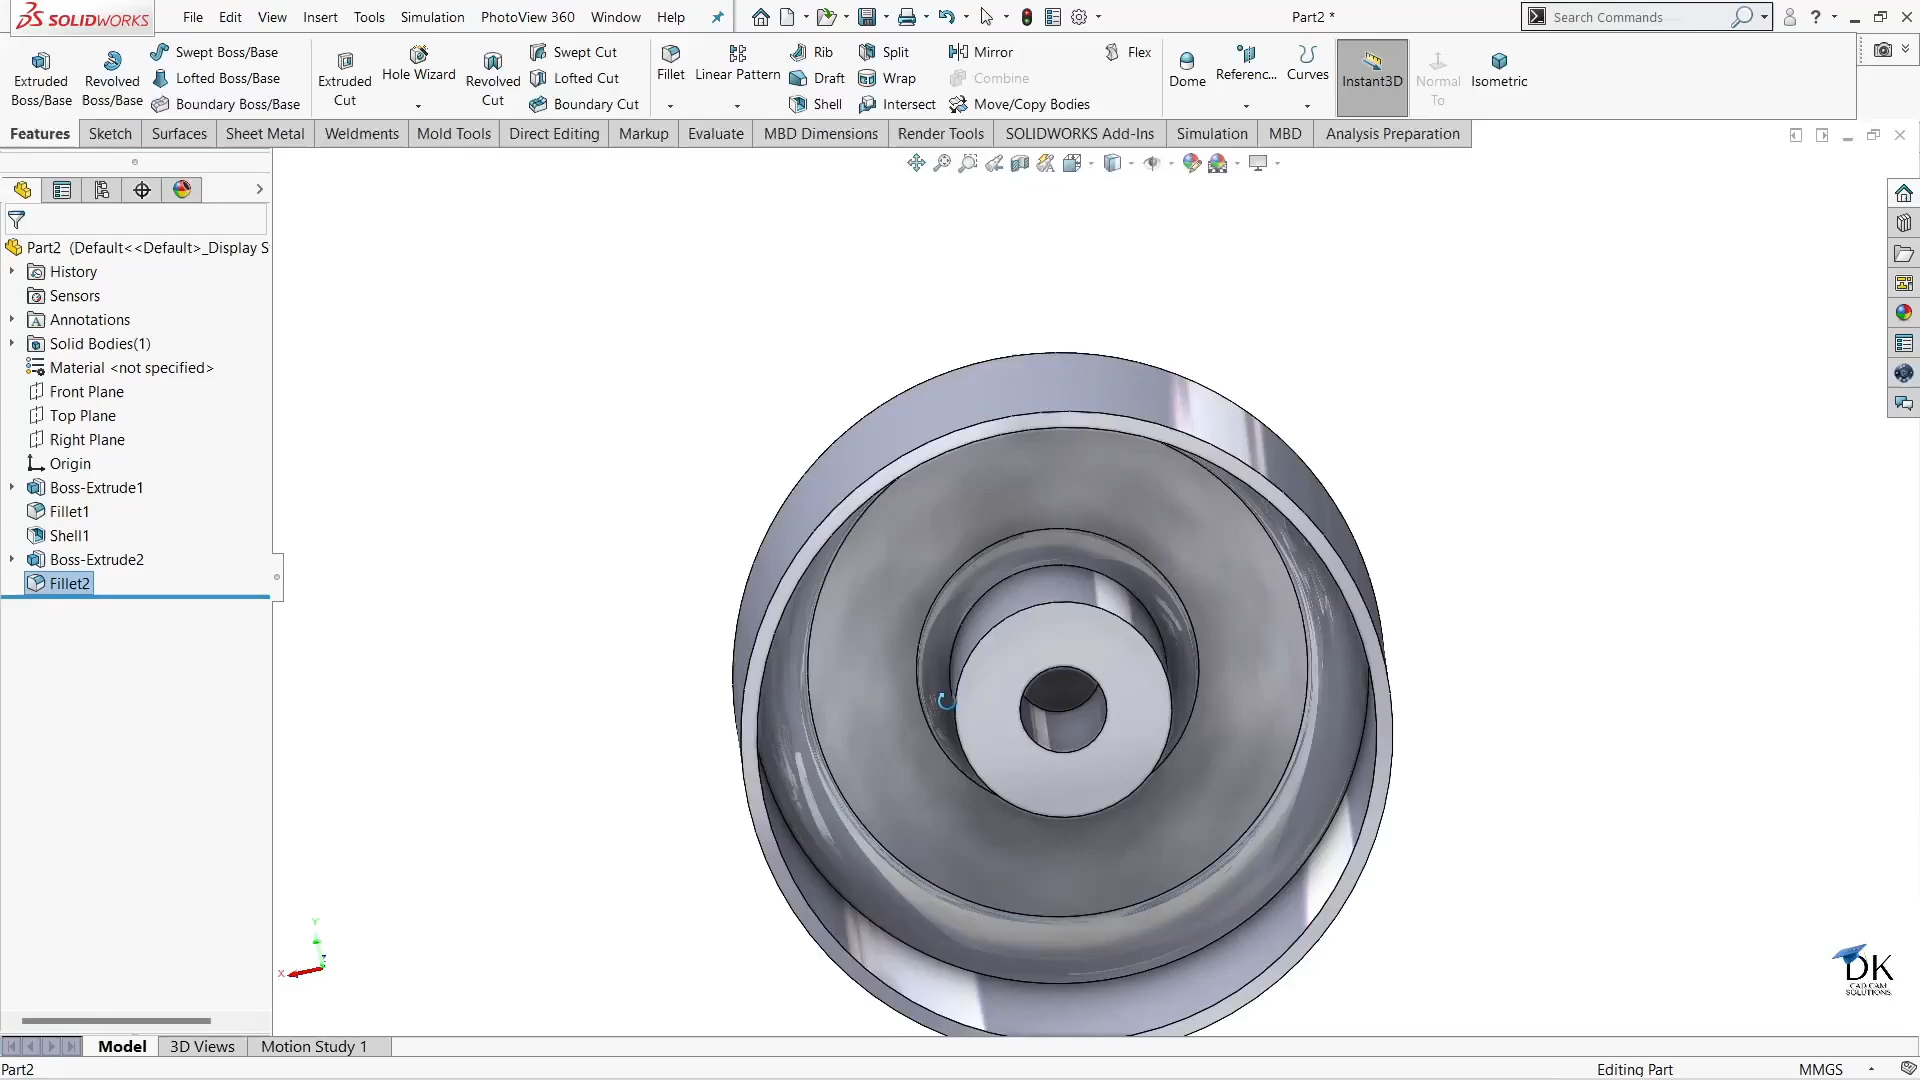 SOLIDWORKS File Edit View Insert Tools Simulation PhotoView 360 Window Help Part2 * Search Commands ?
Extruded Boss/Base
Revolved Boss/Base
Swept Boss/Base
Lofted Boss/Base
Boundary Boss/Base
Extruded Cut
Hole Wizard
Revolved Cut
Swept Cut
Lofted Cut
Boundary Cut
Fillet
Linear Pattern
Rib
Draft
Shell
Split
Wrap
Intersect
Mirror
Combine
Move/Copy Bodies
Flex
Dome
Referenc...
Curves
Instant3D
Normal To
Isometric
Features Sketch Surfaces Sheet Metal Weldments Mold Tools Direct Editing Markup Evaluate MBD Dimensions Render Tools SOLIDWORKS Add-Ins Simulation MBD Analysis Preparation
Part2 (Default<<Default>_Display S
History
Sensors
Annotations
Solid Bodies(1)
Material <not specified>
Front Plane
Top Plane
Right Plane
Origin
Boss-Extrude1
Fillet1
Shell1
Boss-Extrude2
Fillet2
Y
Z
X
DK
CAD CAM
SOLUTIONS
Model 3D Views Motion Study 1
Part2 Editing Part MMGS